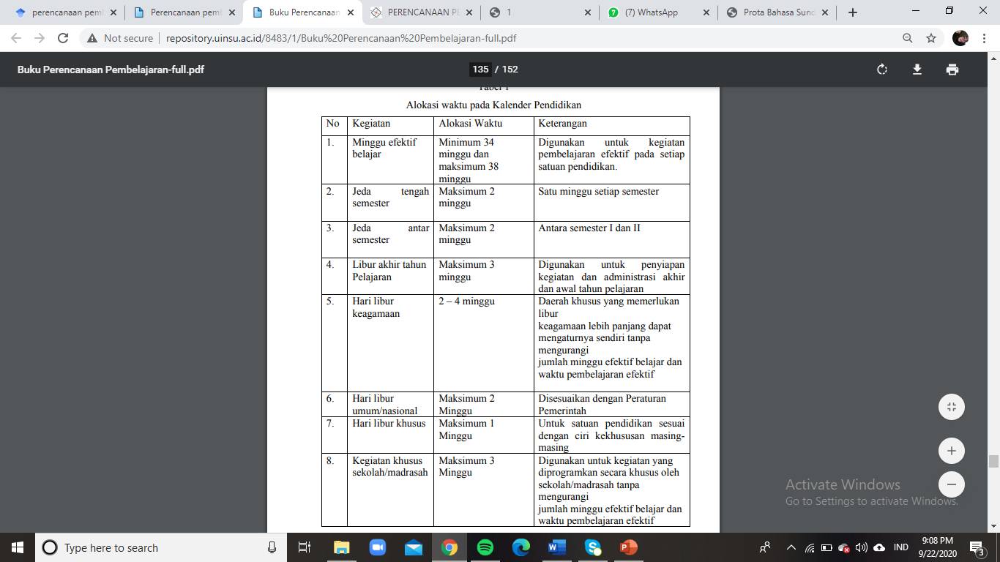 perencanaan pem
Perencanaan pemb
Buku Perencanaan
PERENCANAAN PE
1
(7) WhatsApp
Prota Bahasa Sund
Not secure
repository.uinsu.ac.id/8483/1/Buku%20Perencanaan%20Pembelajaran-full.pdf
Buku Perencanaan Pembelajaran-full.pdf
135 / 152
Tabel 1
Alokasi waktu pada Kalender Pendidikan
No Kegiatan Alokasi Waktu Keterangan
1. Minggu efektif Minimum 34 Digunakan untuk kegiatan
belajar minggu dan pembelajaran efektif pada setiap
maksimum 38 satuan pendidikan.
minggu
2. Jeda tengah Maksimum 2 Satu minggu setiap semester
semester minggu
3. Jeda antar Maksimum 2 Antara semester I dan II
semester minggu
4. Libur akhir tahun Maksimum 3 Digunakan untuk penyiapan
Pelajaran minggu kegiatan dan administrasi akhir
dan awal tahun pelajaran
5. Hari libur 2 – 4 minggu Daerah khusus yang memerlukan
keagamaan libur
keagamaan lebih panjang dapat
mengaturnya sendiri tanpa
mengurangi
jumlah minggu efektif belajar dan
waktu pembelajaran efektif
6. Hari libur Maksimum 2 Disesuaikan dengan Peraturan
umum/nasional Minggu Pemerintah
7. Hari libur khusus Maksimum 1 Untuk satuan pendidikan sesuai
Minggu dengan ciri kekhususan masing-
masing
8. Kegiatan khusus Maksimum 3 Digunakan untuk kegiatan yang
sekolah/madrasah Minggu diprogramkan secara khusus oleh
sekolah/madrasah tanpa
mengurangi
jumlah minggu efektif belajar dan
waktu pembelajaran efektif
Activate Windows
Go to Settings to activate Windows.
Type here to search
IND
9:08 PM
9/22/2020
3